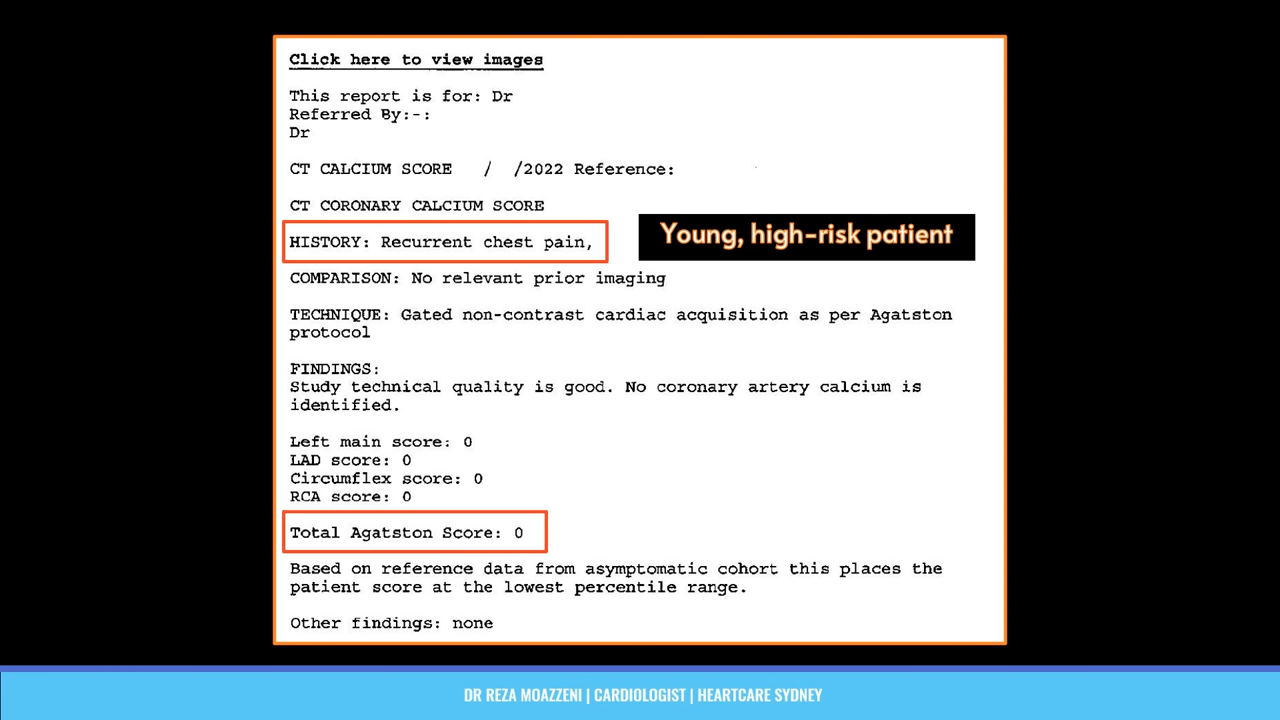 Click here to view images
This report is for: Dr
Referred By:-:
Dr
CT CALCIUM SCORE / /2022 Reference:
CT CORONARY CALCIUM SCORE
HISTORY: Recurrent chest pain,
Young, high-risk patient
COMPARISON: No relevant prior imaging
TECHNIQUE: Gated non-contrast cardiac acquisition as per Agatston
protocol
FINDINGS:
Study technical quality is good. No coronary artery calcium is
identified.
Left main score: 0
LAD score: 0
Circumflex score: 0
RCA score: 0
Total Agatston Score: 0
Based on reference data from asymptomatic cohort this places the
patient score at the lowest percentile range.
Other findings: none
DR REZA MOAZZENI | CARDIOLOGIST | HEARTCARE SYDNEY